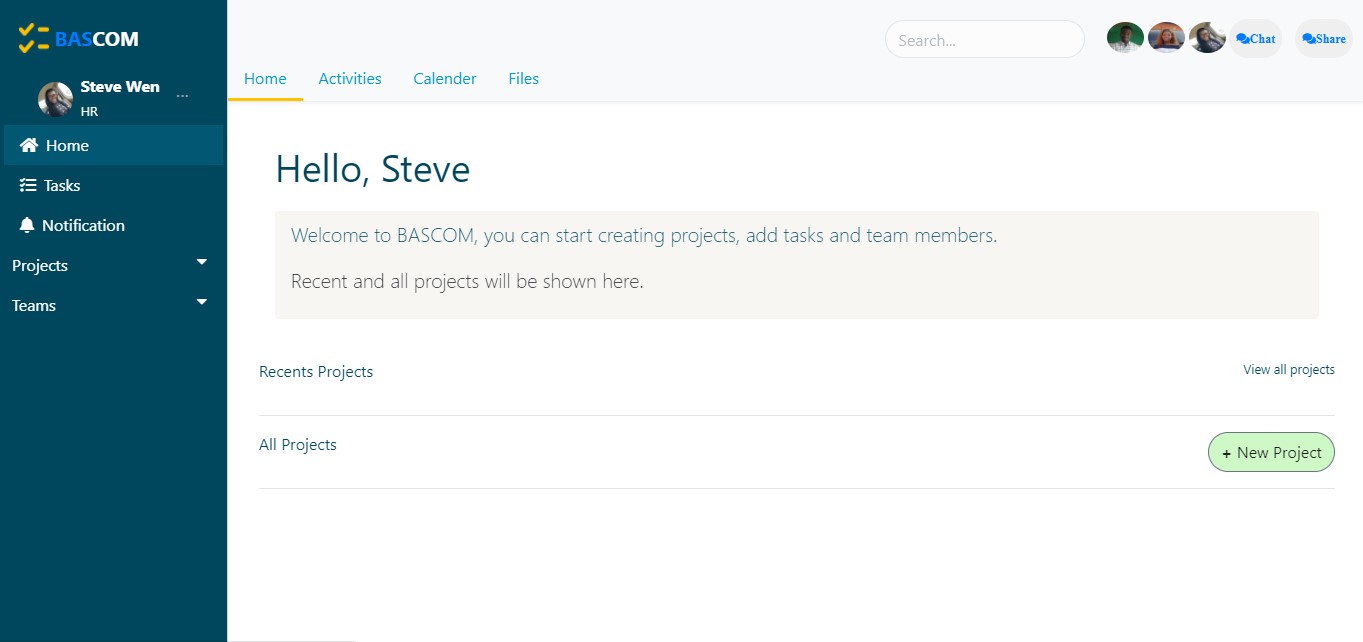 BASCOM
Steve Wen
...
HR
Home
Tasks
Notification
Projects
Teams
Search...
Chat
Share
Home
Activities
Calender
Files
Hello, Steve
Welcome to BASCOM, you can start creating projects, add tasks and team members.
Recent and all projects will be shown here.
Recents Projects
View all projects
All Projects
+ New Project